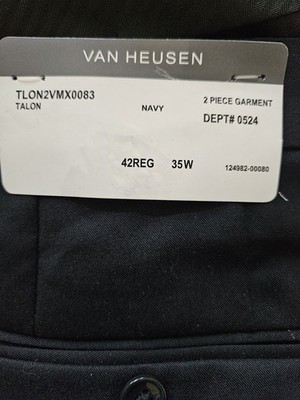 VAN HEUSEN
TLON2VMX0083
TALON
NAVY
2 PIECE GARMENT
DEPT# 0524
42REG 35W
124982-00080